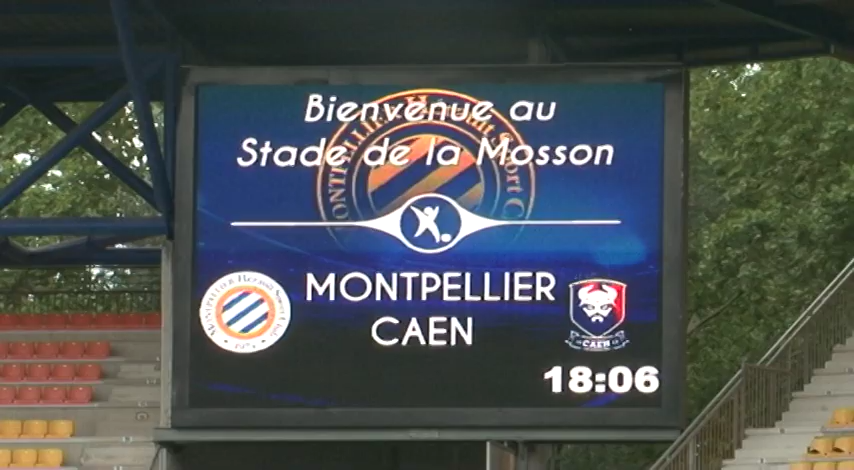 Bienvenue au
Stade de la Mosson
MONTPELLIER
CAEN
CAEN
18:06